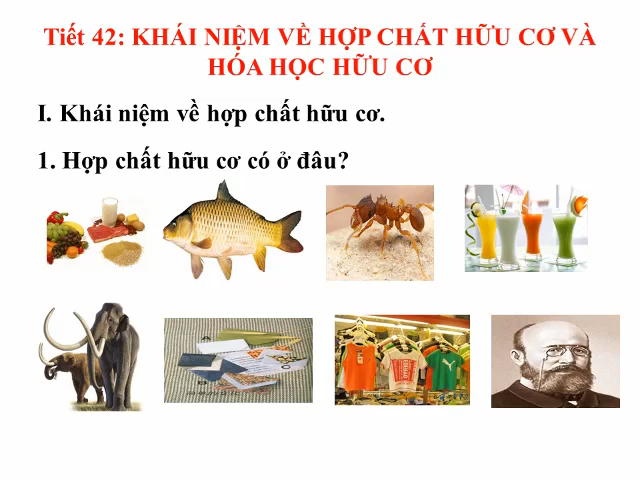 Tiết 42: KHÁI NIỆM VỀ HỢP CHẤT HỮU CƠ VÀ
HÓA HỌC HỮU CƠ
I. Khái niệm về hợp chất hữu cơ.
1. Hợp chất hữu cơ có ở đâu?